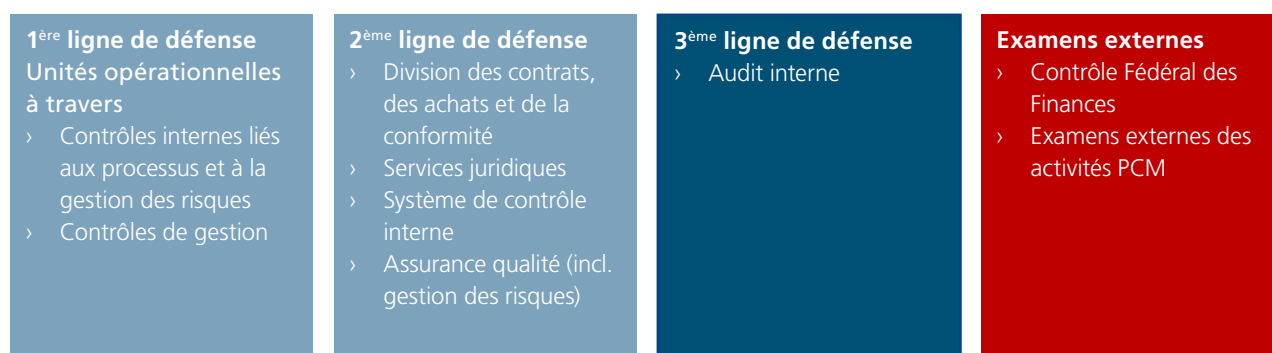 1ère ligne de défense
Unités opérationnelles
à travers
› Contrôles internes liés
aux processus et à la
gestion des risques
› Contrôles de gestion
2ème ligne de défense
› Division des contrats,
des achats et de la
conformité
› Services juridiques
› Système de contrôle
interne
› Assurance qualité (incl.
gestion des risques)
3ème ligne de défense
› Audit interne
Examens externes
› Contrôle Fédéral des
Finances
› Examens externes des
activités PCM